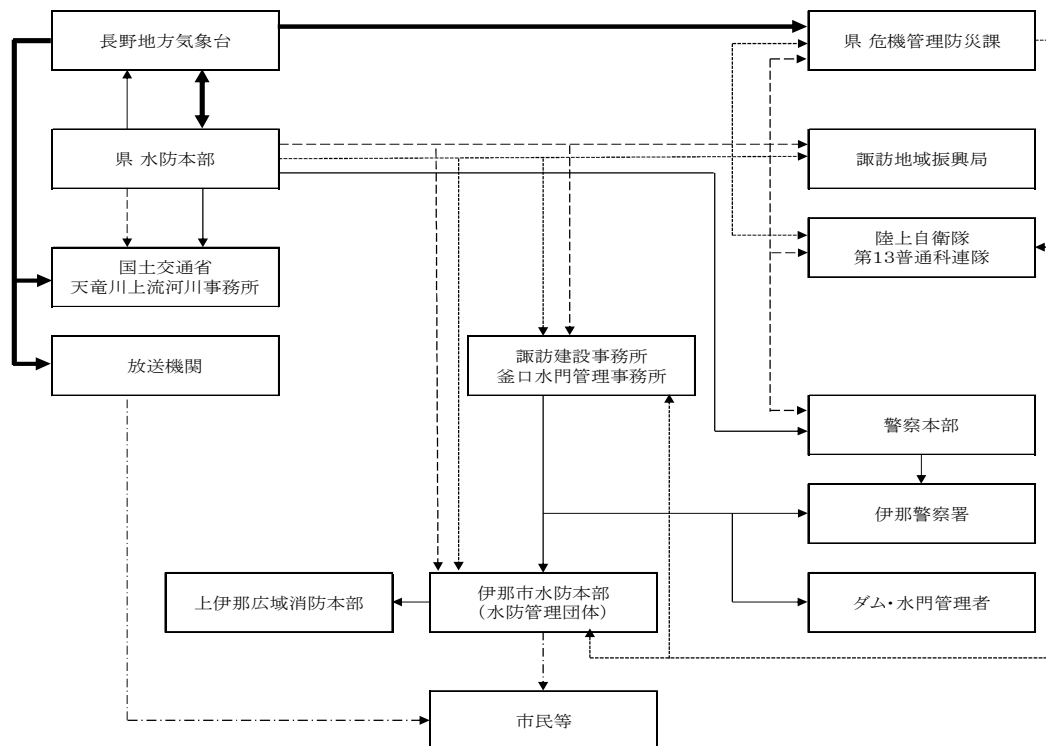 長野地方気象台
県 危機管理防災課
県 水防本部
諏訪地域振興局
陸上自衛隊
第13普通科連隊
国土交通省
天竜川上流河川事務所
放送機関
諏訪建設事務所
釜口水門管理事務所
警察本部
伊那警察署
上伊那広域消防本部
伊那市水防本部
(水防管理団体)
ダム・水門管理者
市民等